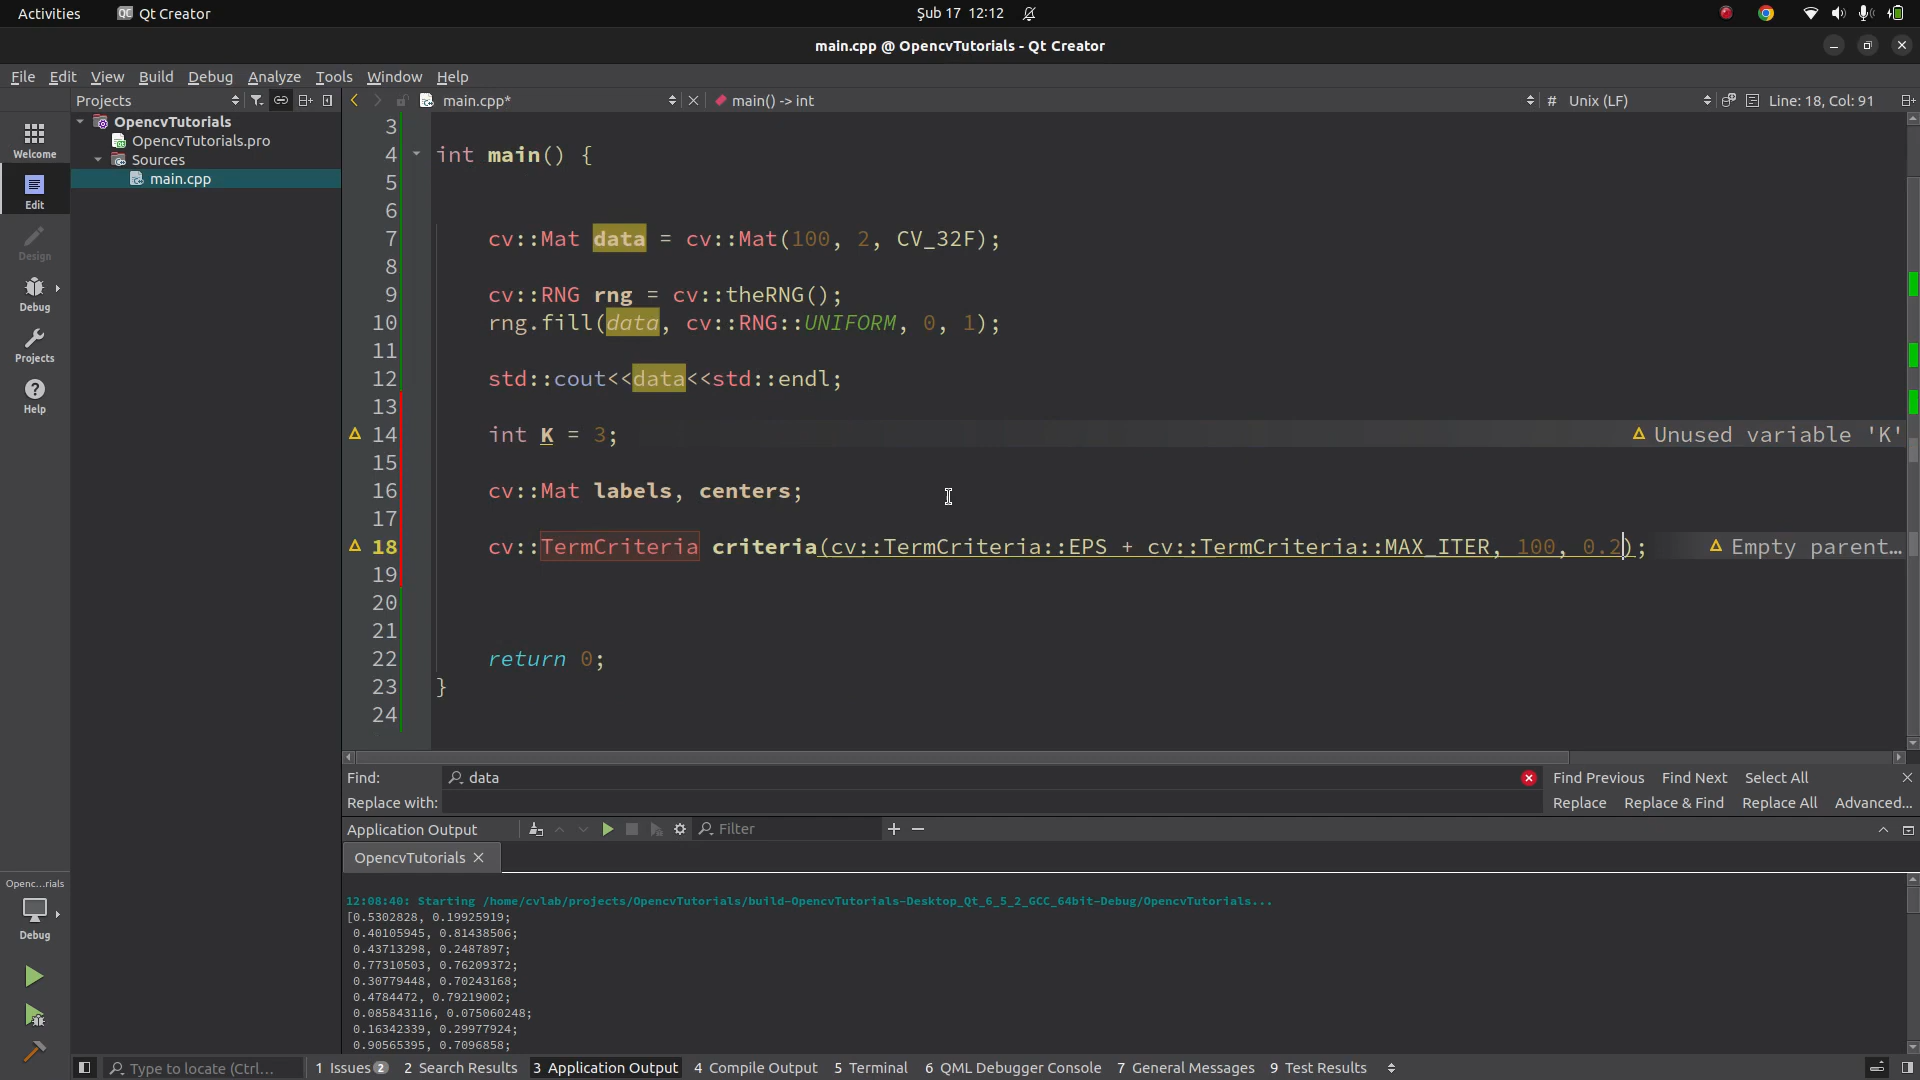 Activities QC Qt Creator Şub 17 12:12
main.cpp @ OpencvTutorials - Qt Creator
File Edit View Build Debug Analyze Tools Window Help
Projects main.cpp* main() -> int # Unix (LF) Line: 18, Col: 91
OpencvTutorials
OpencvTutorials.pro
Sources
main.cpp
Welcome
Edit
Design
Debug
Projects
Help
3
4 int main() {
5
6
7 cv::Mat data = cv::Mat(100, 2, CV_32F);
8
9 cv::RNG rng = cv::theRNG();
10 rng.fill(data, cv::RNG::UNIFORM, 0, 1);
11
12 std::cout<<data<<std::endl;
13
14 int K = 3; Unused variable 'K'
15
16 cv::Mat labels, centers;
17
18 cv::TermCriteria criteria(cv::TermCriteria::EPS + cv::TermCriteria::MAX_ITER, 100, 0.2); Empty parent…
19
20
21
22 return 0;
23 }
24
Find: data Find Previous Find Next Select All
Replace with: Replace Replace & Find Replace All Advanced...
Application Output Filter
OpencvTutorials
12:08:40: Starting /home/cvlab/projects/OpencvTutorials/build-OpencvTutorials-Desktop_Qt_6_5_2_GCC_64bit-Debug/OpencvTutorials...
[0.5302828, 0.19925919;
0.40105945, 0.81438506;
0.43713298, 0.2487897;
0.77310503, 0.76209372;
0.30779448, 0.70243168;
0.4784472, 0.79219002;
0.085843116, 0.075060248;
0.16342339, 0.29977924;
0.90565395, 0.7096858;
Openc...rials
Debug
Type to locate (Ctrl... 1 Issues 2 2 Search Results 3 Application Output 4 Compile Output 5 Terminal 6 QML Debugger Console 7 General Messages 9 Test Results